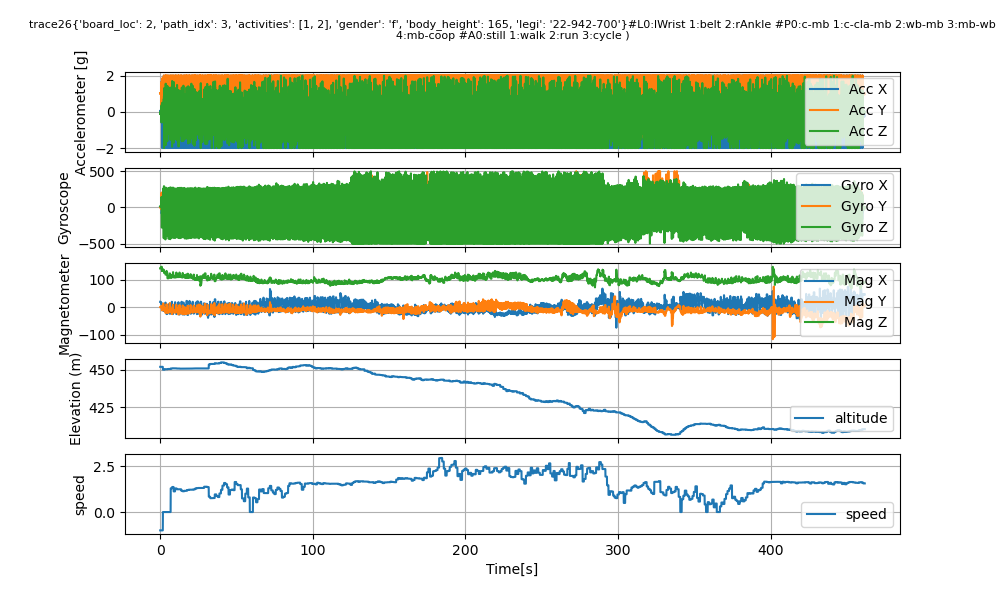 trace26{'board_loc': 2, 'path_idx': 3, 'activities': [1, 2], 'gender': 'f', 'body_height': 165, 'legi': '22-942-700'}#L0:lWrist 1:belt 2:rAnkle #P0:c-mb 1:c-cla-mb 2:wb-mb 3:mb-wb
4:mb-coop #A0:still 1:walk 2:run 3:cycle )
Accelerometer [g]
2
0
−2
Acc X
Acc Y
Acc Z
Gyroscope
500
0
−500
Gyro X
Gyro Y
Gyro Z
Magnetometer
100
0
−100
Mag X
Mag Y
Mag Z
Elevation (m)
450
425
altitude
speed
2.5
0.0
speed
0 100 200 300 400
Time[s]